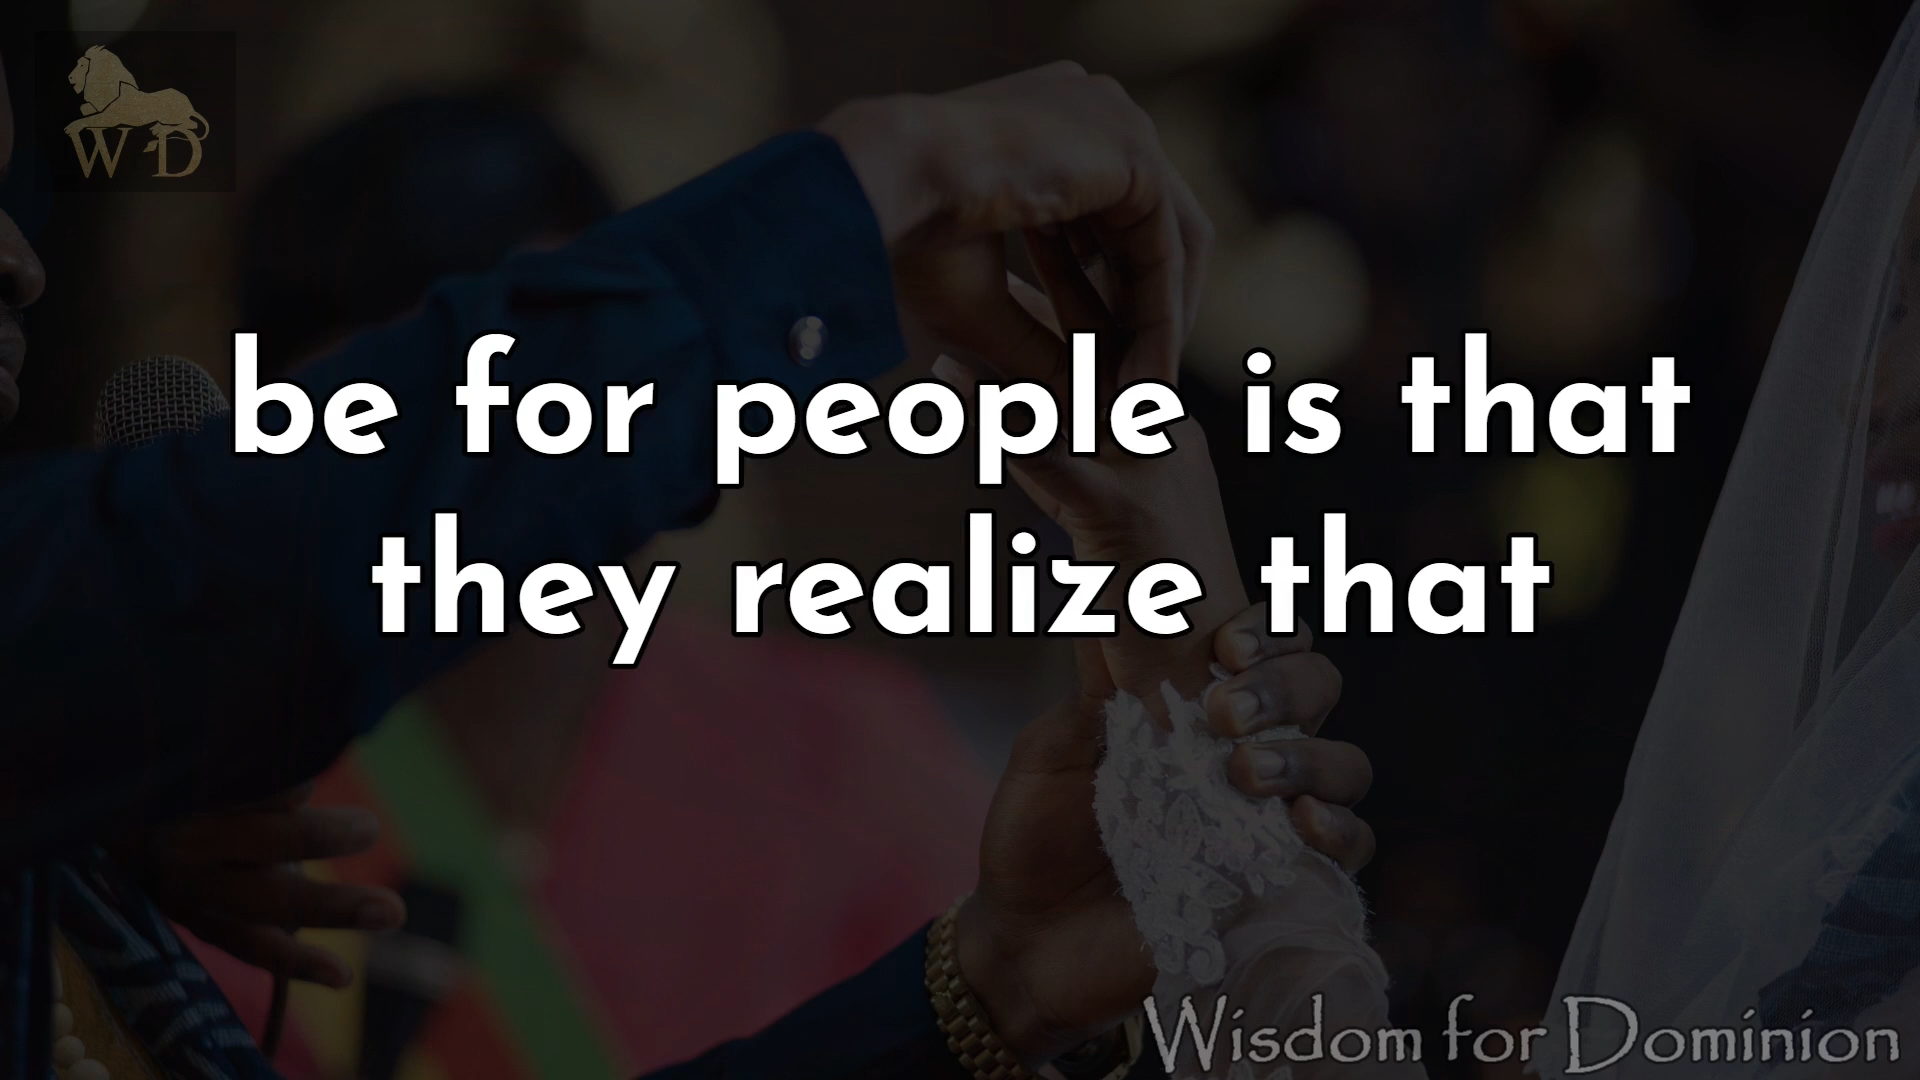 WD
be for people is that
they realize that
Wisdom for Dominion